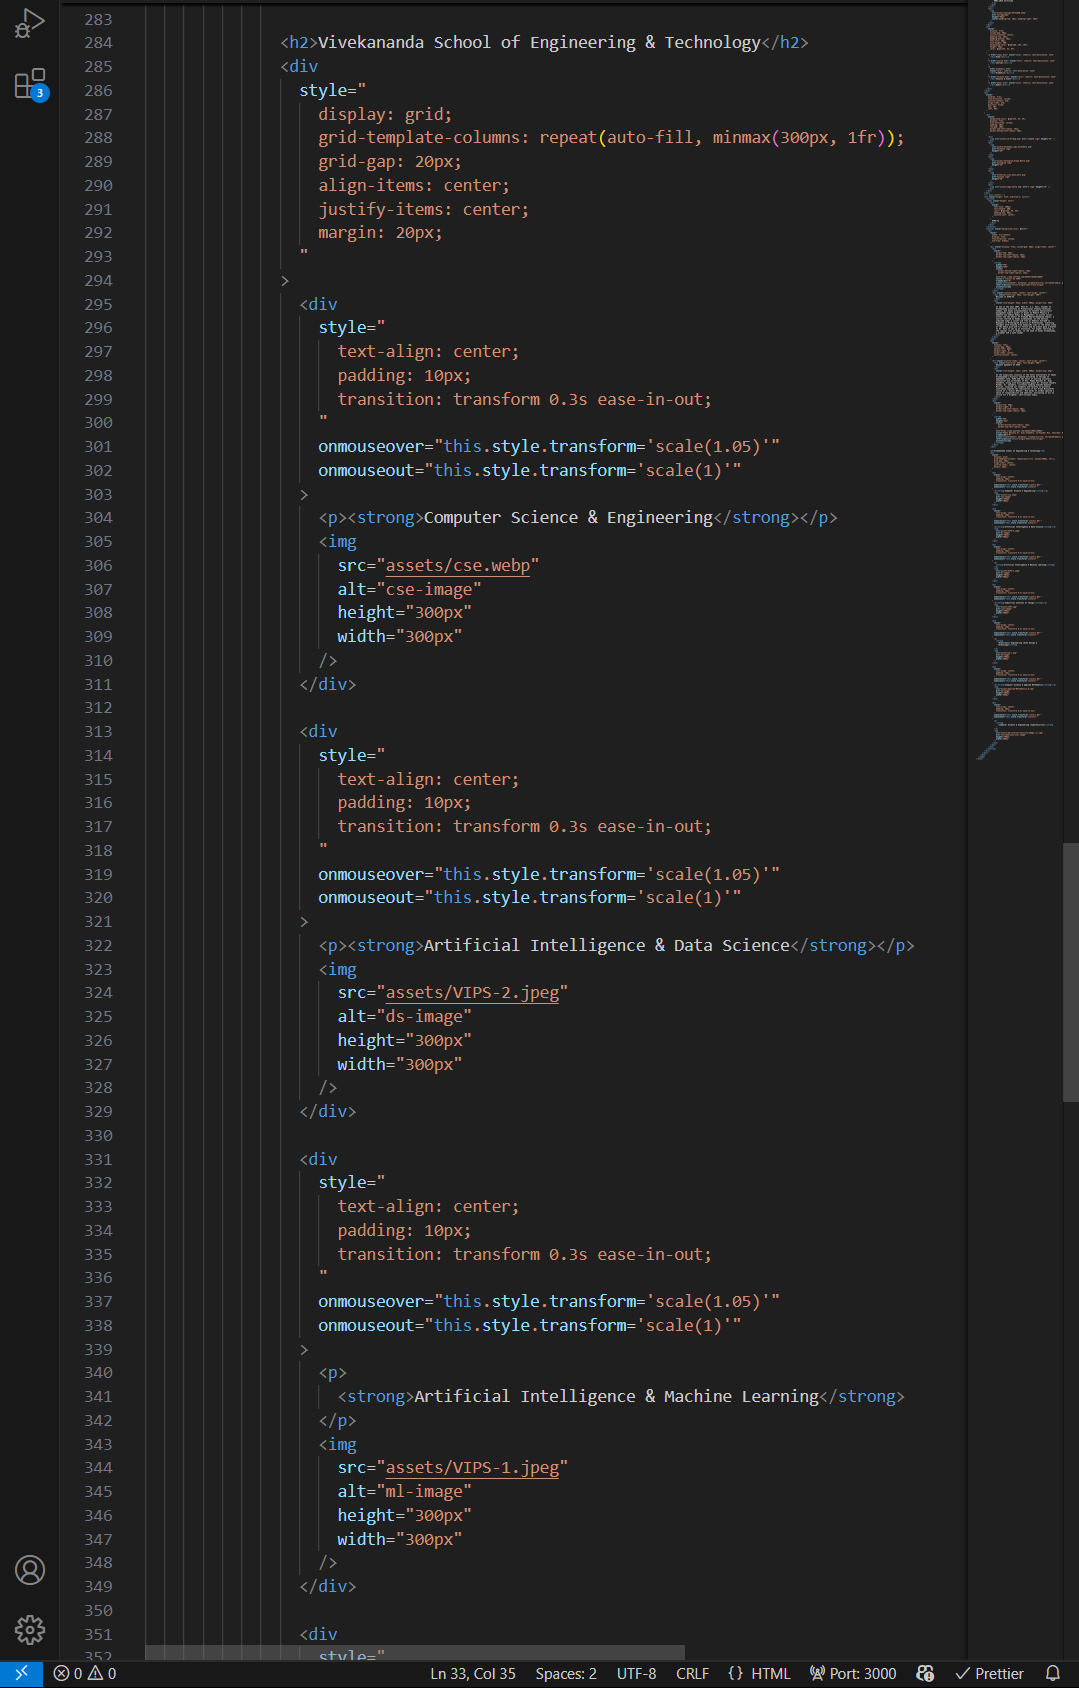 3
283
284 <h2>Vivekananda School of Engineering & Technology</h2>
285 <div
286 style="
287 display: grid;
288 grid-template-columns: repeat(auto-fill, minmax(300px, 1fr));
289 grid-gap: 20px;
290 align-items: center;
291 justify-items: center;
292 margin: 20px;
293 "
294 >
295 <div
296 style="
297 text-align: center;
298 padding: 10px;
299 transition: transform 0.3s ease-in-out;
300 "
301 onmouseover="this.style.transform='scale(1.05)'"
302 onmouseout="this.style.transform='scale(1)'"
303 >
304 <p><strong>Computer Science & Engineering</strong></p>
305 <img
306 src="assets/cse.webp"
307 alt="cse-image"
308 height="300px"
309 width="300px"
310 />
311 </div>
312
313 <div
314 style="
315 text-align: center;
316 padding: 10px;
317 transition: transform 0.3s ease-in-out;
318 "
319 onmouseover="this.style.transform='scale(1.05)'"
320 onmouseout="this.style.transform='scale(1)'"
321 >
322 <p><strong>Artificial Intelligence & Data Science</strong></p>
323 <img
324 src="assets/VIPS-2.jpeg"
325 alt="ds-image"
326 height="300px"
327 width="300px"
328 />
329 </div>
330
331 <div
332 style="
333 text-align: center;
334 padding: 10px;
335 transition: transform 0.3s ease-in-out;
336 "
337 onmouseover="this.style.transform='scale(1.05)'"
338 onmouseout="this.style.transform='scale(1)'"
339 >
340 <p>
341 <strong>Artificial Intelligence & Machine Learning</strong>
342 </p>
343 <img
344 src="assets/VIPS-1.jpeg"
345 alt="ml-image"
346 height="300px"
347 width="300px"
348 />
349 </div>
350
351 <div
352 style="
0 0 Ln 33, Col 35 Spaces: 2 UTF-8 CRLF {} HTML Port: 3000 Prettier